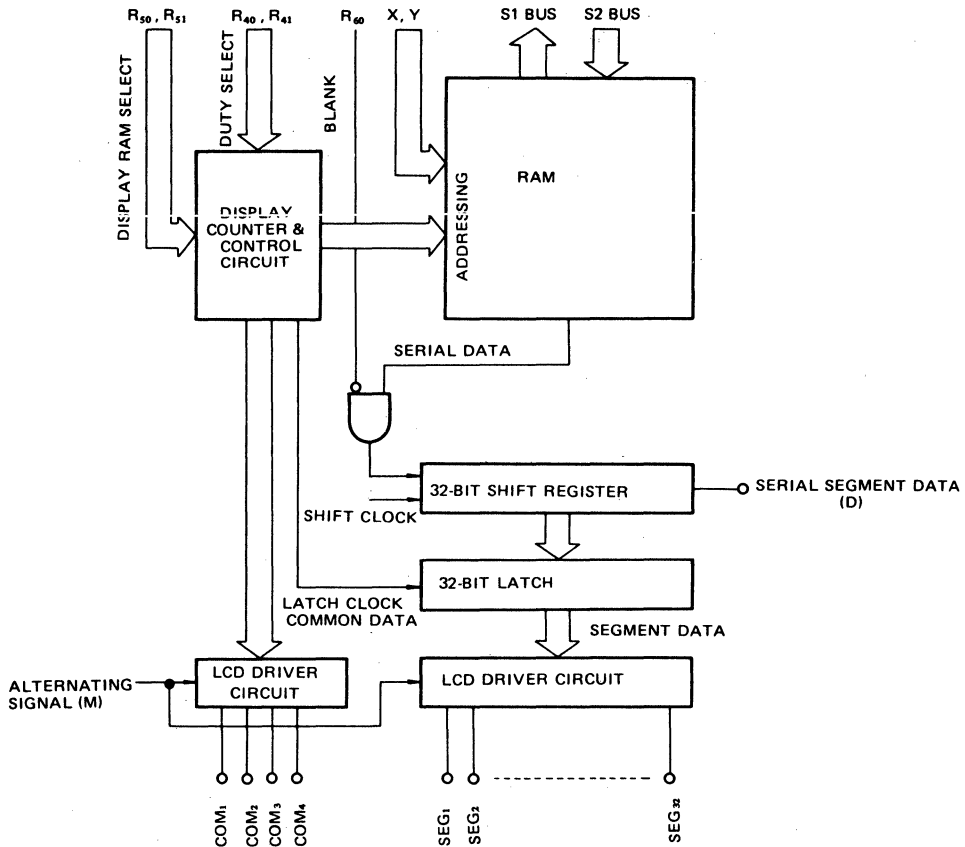 R₅₀, R₅₁
R₄₀, R₄₁
R₆₀
X, Y
S1 BUS
S2 BUS
DISPLAY RAM SELECT
DUTY SELECT
BLANK
DISPLAY
COUNTER &
CONTROL
CIRCUIT
ADDRESSING
RAM
SERIAL DATA
32-BIT SHIFT REGISTER
SERIAL SEGMENT DATA
(D)
SHIFT CLOCK
32-BIT LATCH
LATCH CLOCK
COMMON DATA
SEGMENT DATA
ALTERNATING
SIGNAL (M)
LCD DRIVER
CIRCUIT
LCD DRIVER CIRCUIT
COM₁
COM₂
COM₃
COM₄
SEG₁
SEG₂
SEG₃₂